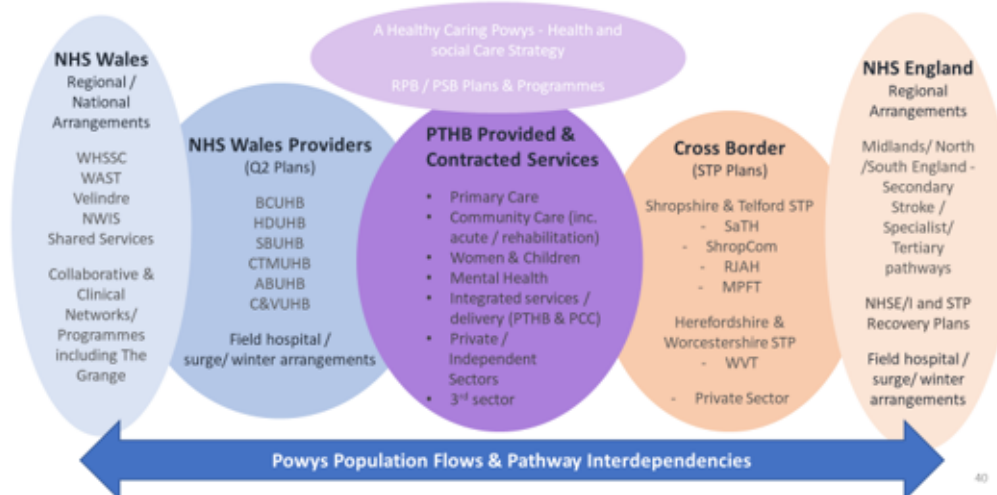 A Healthy Caring Powys - Health and
social Care Strategy
RPB / PSB Plans & Programmes
NHS Wales
Regional /
National
Arrangements
WHSSC
WAST
Velindre
NWIS
Shared Services
Collaborative &
Clinical
Networks/
Programmes
including The
Grange
NHS Wales Providers
(Q2 Plans)
BCUHB
HDUHB
SBUHB
CTMUHB
ABUHB
C&VUHB
Field hospital /
surge/ winter arrangements
PTHB Provided &
Contracted Services
• Primary Care
• Community Care (inc.
acute / rehabilitation)
• Women & Children
• Mental Health
• Integrated services /
delivery (PTHB & PCC)
• Private /
Independent
Sectors
• 3rd sector
Cross Border
(STP Plans)
Shropshire & Telford STP
- SaTH
- ShropCom
- RJAH
- MPFT
Herefordshire &
Worcestershire STP
- WVT
- Private Sector
NHS England
Regional
Arrangements
Midlands/ North
/South England -
Secondary
Stroke /
Specialist/
Tertiary
pathways
NHSE/I and STP
Recovery Plans
Field hospital /
surge/ winter
arrangements
Powys Population Flows & Pathway Interdependencies
40